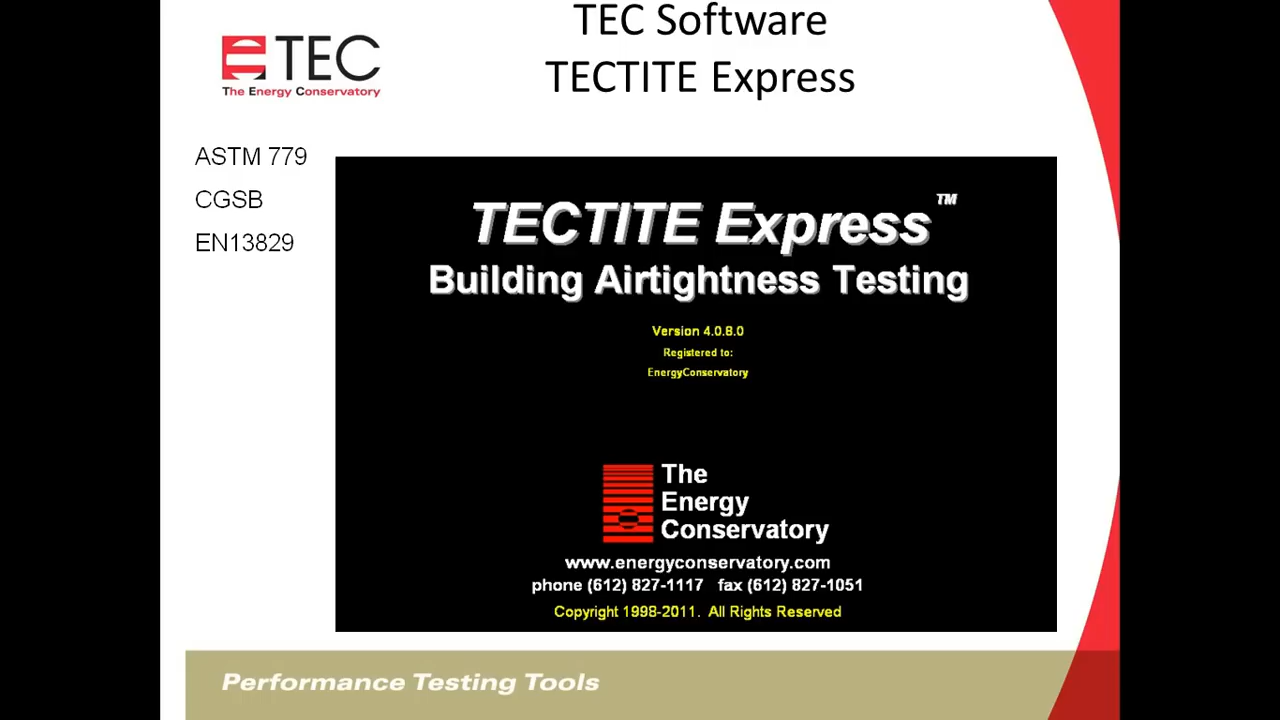 TEC Software
TECTITE Express
TEC
The Energy Conservatory
ASTM 779
CGSB
EN13829
TECTITE Express™
Building Airtightness Testing
Version 4.0.6.0
Registered to:
EnergyConservatory
The
Energy
Conservatory
www.energyconservatory.com
phone (612) 827-1117 fax (612) 827-1051
Copyright 1998-2011. All Rights Reserved
Performance Testing Tools